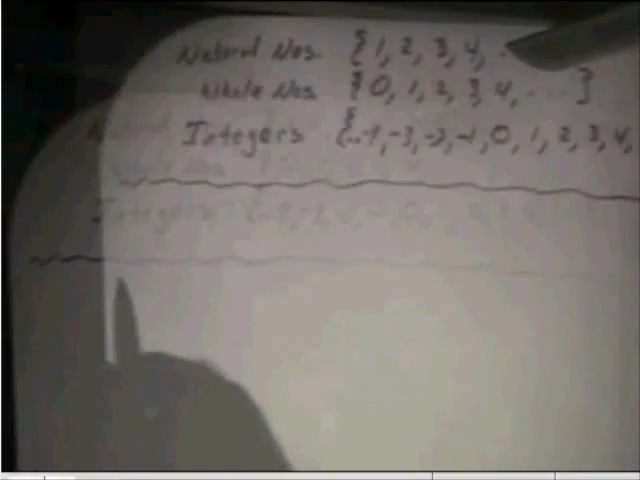 Natural Nos. {1, 2, 3, 4, .
Whole Nos {0, 1, 2, 3, 4, .... }
Integers {...-4, -3, -2, -1, 0, 1, 2, 3, 4,
Integers